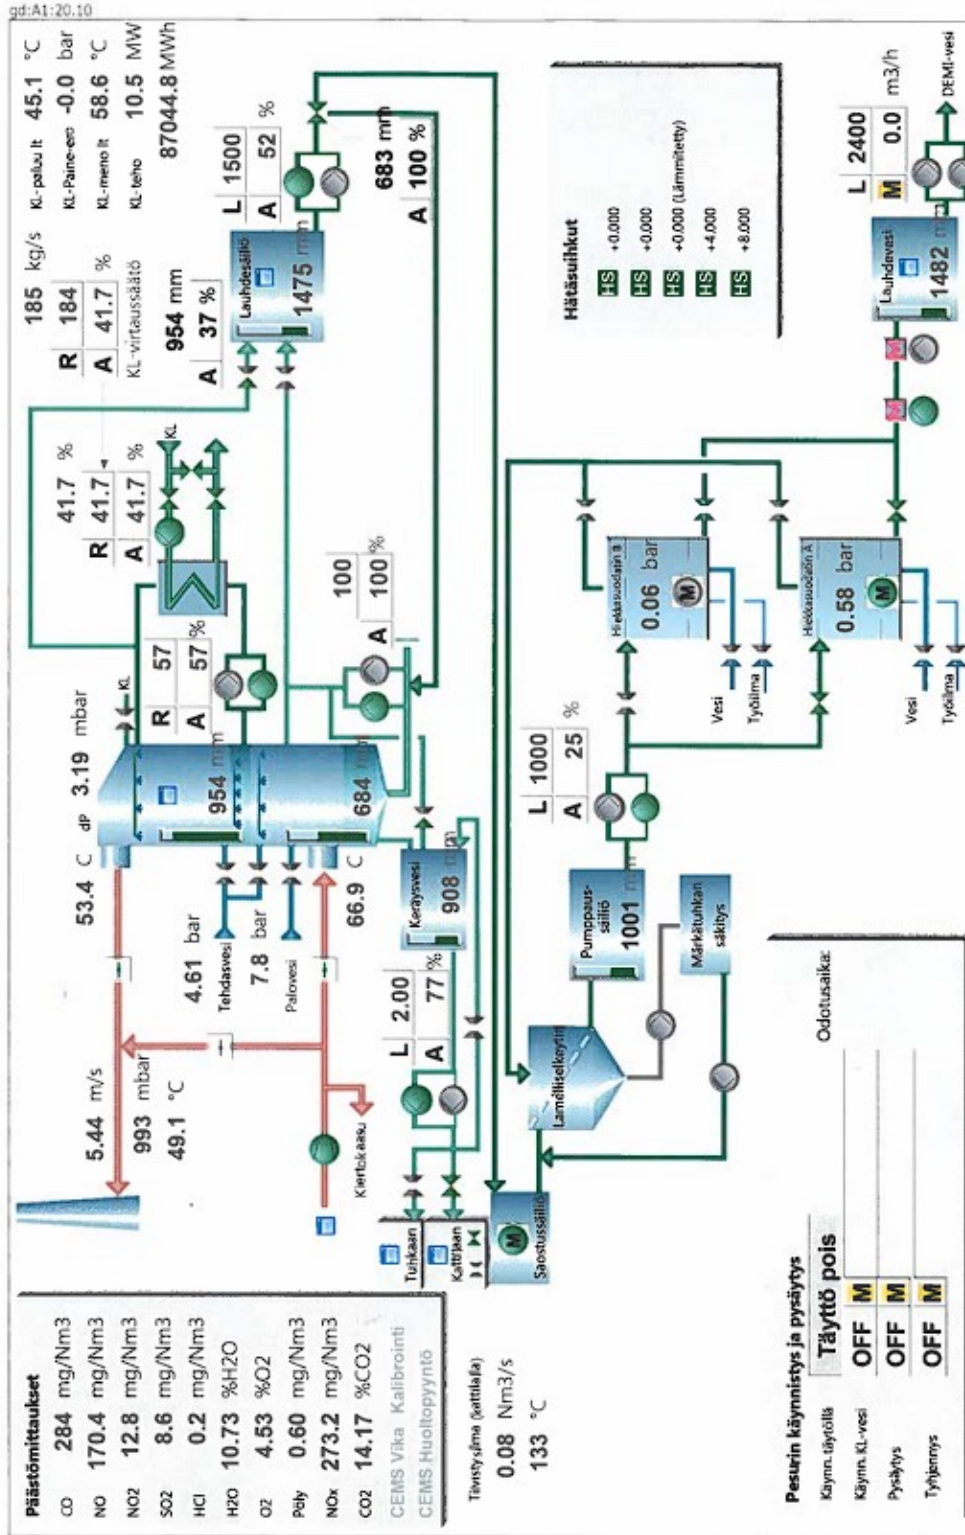 gd:A1:20.10
Päästömittaukset
CO 284 mg/Nm3
NO 170.4 mg/Nm3
NO2 12.8 mg/Nm3
SO2 8.6 mg/Nm3
HCl 0.2 mg/Nm3
H2O 10.73 %H2O
O2 4.53 %O2
Pöly 0.60 mg/Nm3
NOx 273.2 mg/Nm3
CO2 14.17 %CO2
CEMS Vika Kalibrointi
CEMS Huoltopyyntö
Tiivistysilma (kattilalla)
0.08 Nm3/s
133 °C
5.44 m/s
993 mbar
49.1 °C
Kiertokaasu
53.4 C
dP 3.19 mbar
KL
4.61 bar
Tehdasvesi
7.8 bar
Palovesi
66.9 C
954 mm
684 mm
R 57
A 57 %
41.7 %
R 41.7
A 41.7 %
KL
185 kg/s
R 184
A 41.7 %
KL-virtaussäätö
KL-paluu lt 45.1 °C
KL-Paine-ero -0.0 bar
KL-meno lt 58.6 °C
KL-teho 10.5 MW
87044.8 MWh
954 mm
A 37 %
Lauhdesäiliö
1475 mm
L 1500
A 52 %
683 mm
A 100 %
100
A 100 %
Keräysvesi
908 mm
L 2.00
A 77 %
Tuhkaan
Kattilaan
M
Saostussäiliö
Lamelliselkeytin
Pumppaus-
säiliö
1001 mm
Märkätuhkan
säkitys
L 1000
A 25 %
Hiekkasuodatin B
0.06 bar
M
Vesi
Työilma
Hiekkasuodatin A
0.58 bar
M
Vesi
Työilma
M
M
Lauhdevesi
1482 mm
L 2400
M 0.0 m3/h
DEMI-vesi
Hätäsuihkut
HS +0.000
HS +0.000
HS +0.000 (Lämmitetty)
HS +4.000
HS +8.000
Pesurin käynnistys ja pysäytys
Käynn. täytöllä Täyttö pois Odotusaika:
Käynn. KL-vesi OFF M
Pysäytys OFF M
Tyhjennys OFF M